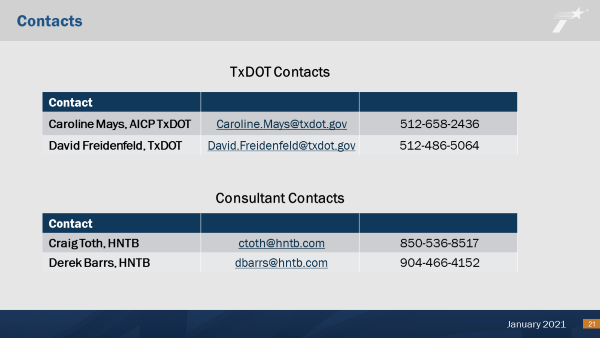 Contacts
TxDOT Contacts
Contact
Caroline Mays, AICP TxDOT Caroline.Mays@txdot.gov 512-658-2436
David Freidenfeld, TxDOT David.Freidenfeld@txdot.gov 512-486-5064
Consultant Contacts
Contact
Craig Toth, HNTB ctoth@hntb.com 850-536-8517
Derek Barrs, HNTB dbarrs@hntb.com 904-466-4152
January 2021 21